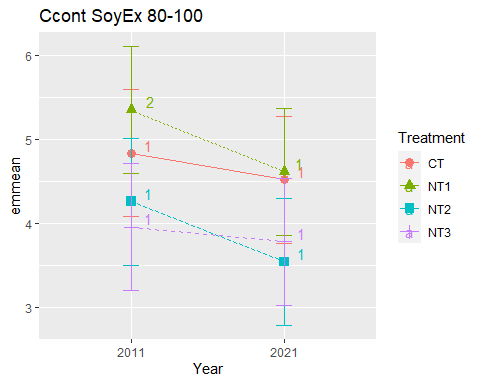 Ccont SoyEx 80-100
emmean
6
5
4
3
2
1
1
1
1
1
1
1
2011
2021
Year
Treatment
a CT
a NT1
a NT2
a NT3